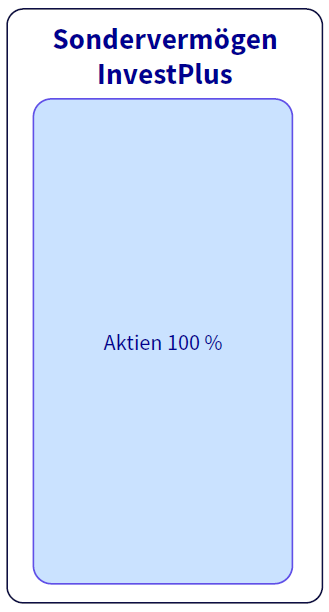 Sondervermögen
InvestPlus
Aktien 100 %